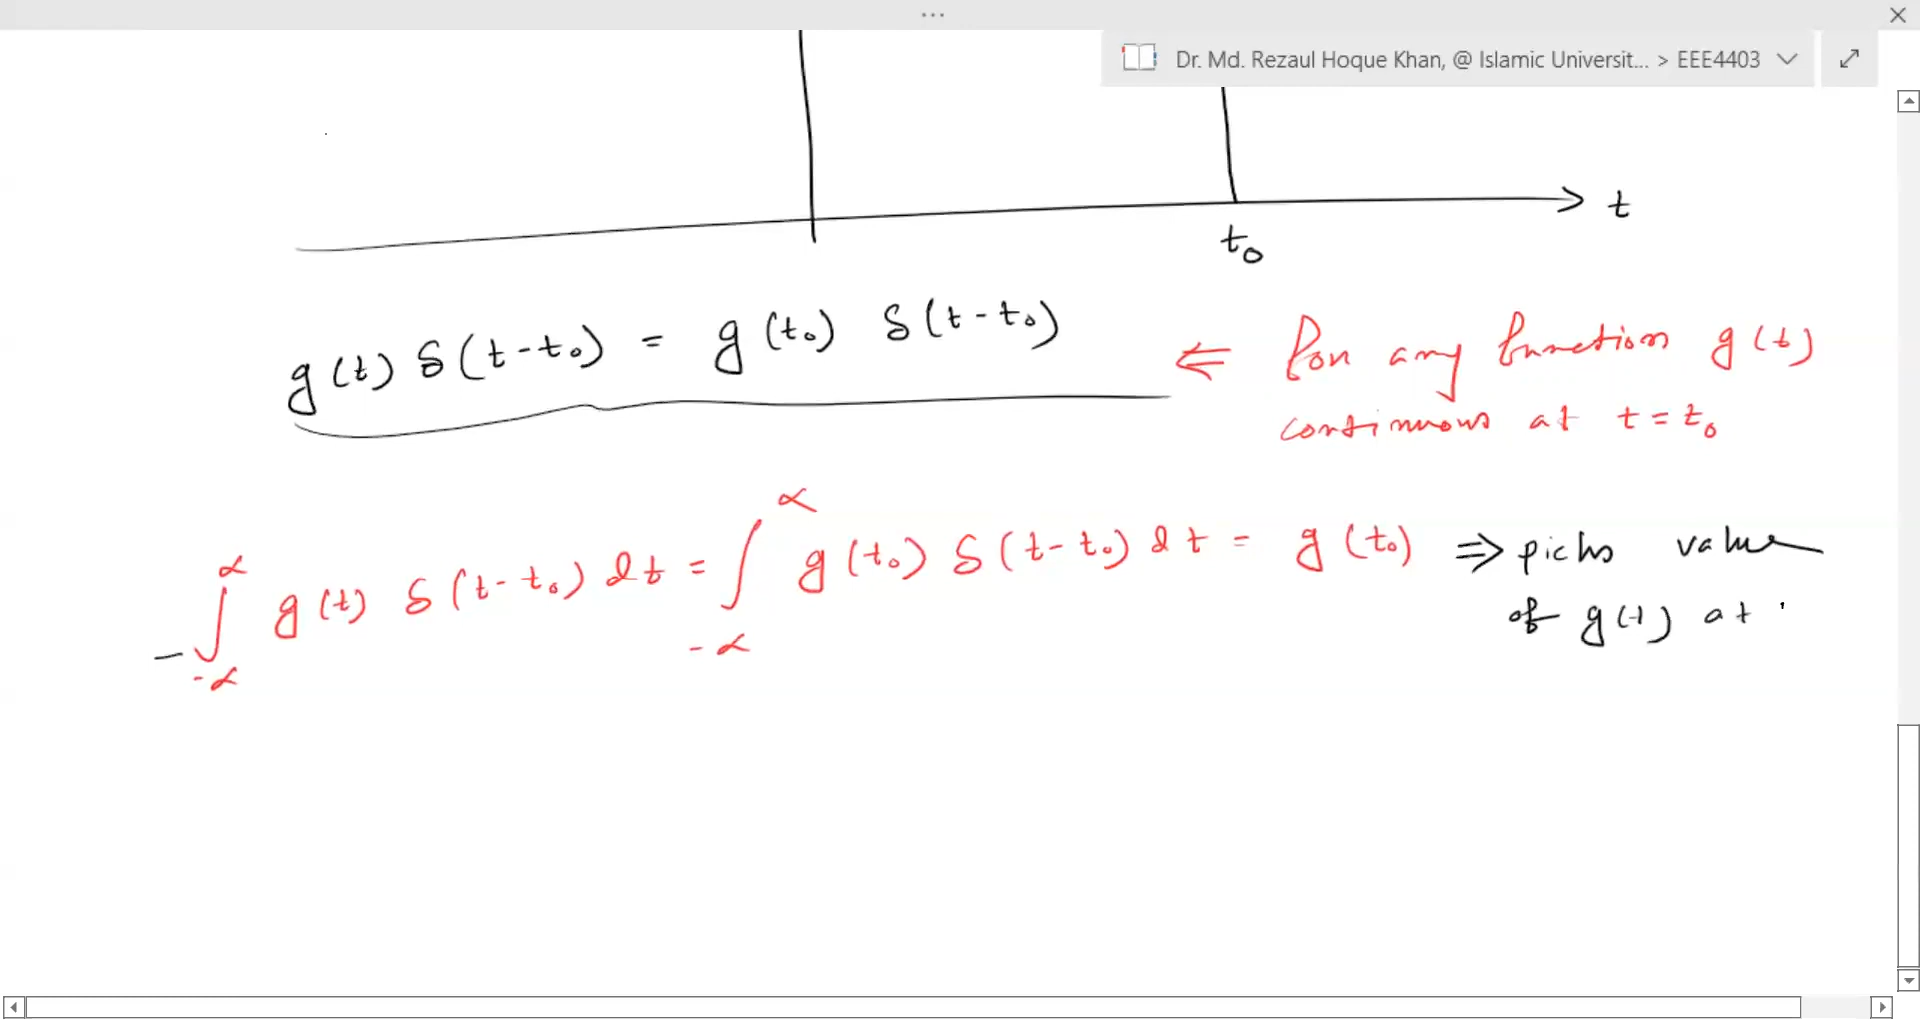 ...
Dr. Md. Rezaul Hoque Khan, @ Islamic Universit... > EEE4403
t
t₀
g(t) δ(t-t₀) = g(t₀) δ(t-t₀)
⇐ for any function g(t)
continuous at t = t₀
∫_{-∝}^{∝} g(t) δ(t-t₀) dt = ∫_{-∝}^{∝} g(t₀) δ(t-t₀) dt = g(t₀) ⇒ picks value
of g(t) at